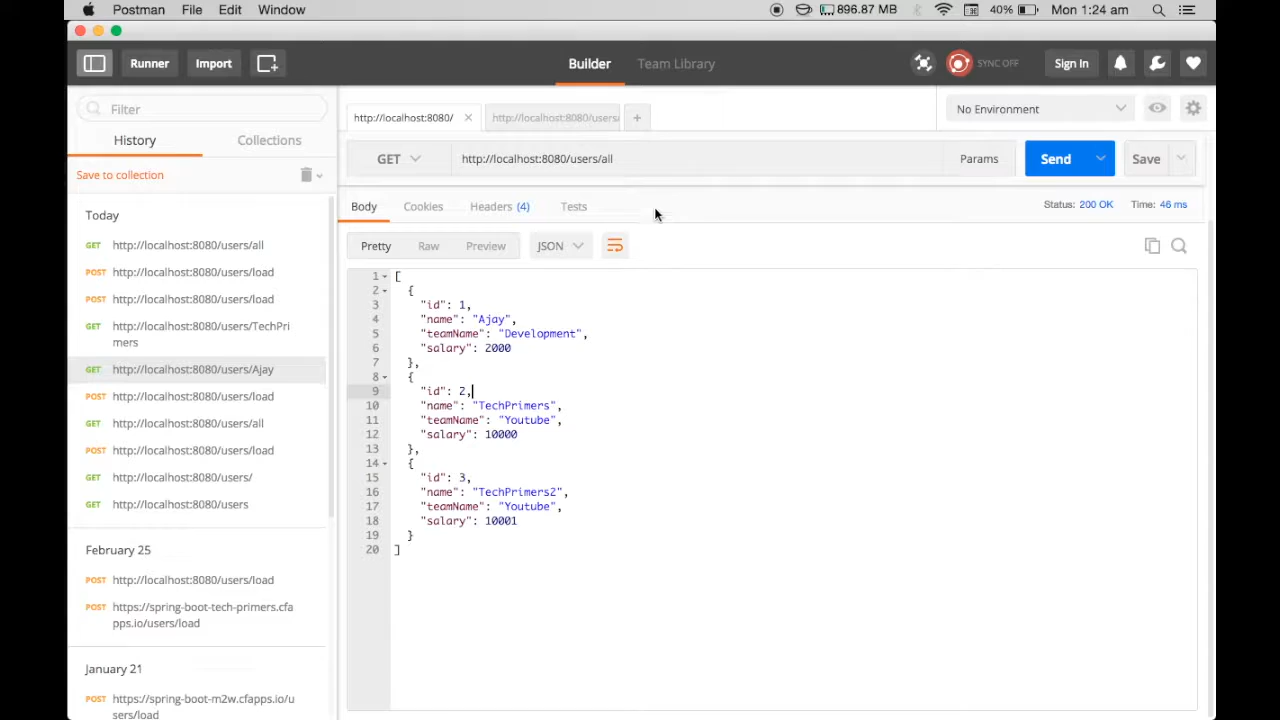 Postman File Edit Window 896.87 MB 40% Mon 1:24 am
Runner Import Builder Team Library SYNC OFF Sign In
Filter
History Collections
Save to collection
Today
GET http://localhost:8080/users/all
POST http://localhost:8080/users/load
POST http://localhost:8080/users/load
GET http://localhost:8080/users/TechPri
mers
GET http://localhost:8080/users/Ajay
POST http://localhost:8080/users/load
GET http://localhost:8080/users/all
POST http://localhost:8080/users/load
GET http://localhost:8080/users/
GET http://localhost:8080/users
February 25
POST http://localhost:8080/users/load
POST https://spring-boot-tech-primers.cfa
pps.io/users/load
January 21
POST https://spring-boot-m2w.cfapps.io/u
sers/load
http://localhost:8080/ http://localhost:8080/users/ No Environment
GET http://localhost:8080/users/all Params Send Save
Body Cookies Headers (4) Tests Status: 200 OK Time: 46 ms
Pretty Raw Preview JSON
1 [
2 {
3 "id": 1,
4 "name": "Ajay",
5 "teamName": "Development",
6 "salary": 2000
7 },
8 {
9 "id": 2,
10 "name": "TechPrimers",
11 "teamName": "Youtube",
12 "salary": 10000
13 },
14 {
15 "id": 3,
16 "name": "TechPrimers2",
17 "teamName": "Youtube",
18 "salary": 10001
19 }
20 ]